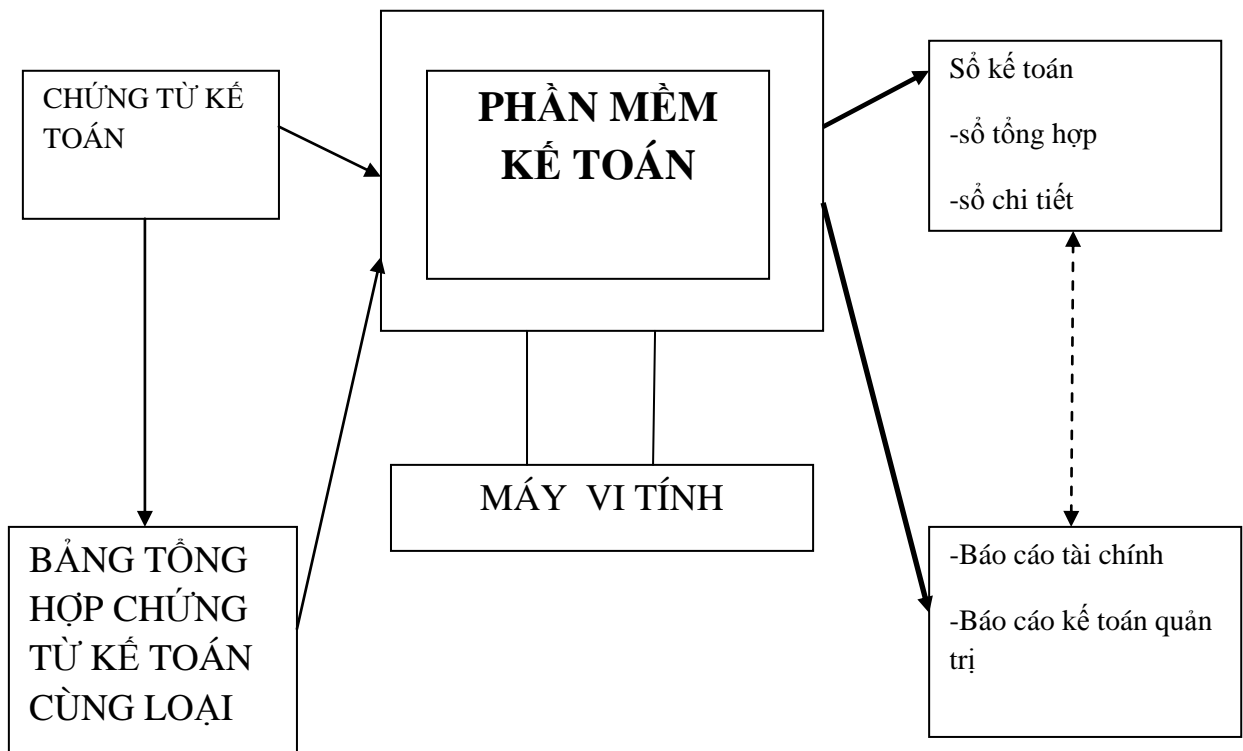 CHỨNG TỪ KẾ
TOÁN
PHẦN MỀM
KẾ TOÁN
Sổ kế toán
-sổ tổng hợp
-sổ chi tiết
MÁY VI TÍNH
BẢNG TỔNG
HỢP CHỨNG
TỪ KẾ TOÁN
CÙNG LOẠI
-Báo cáo tài chính
-Báo cáo kế toán quản
trị